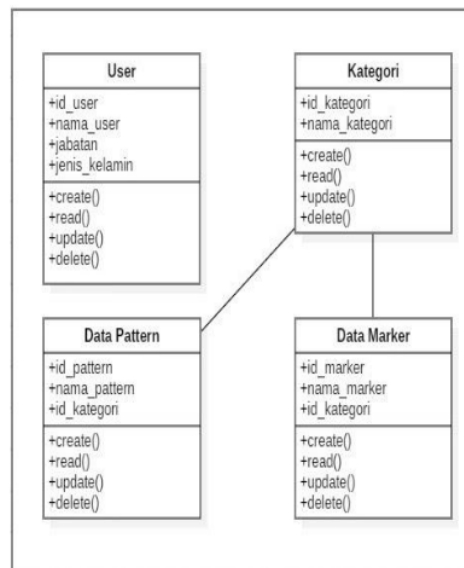 User
+id_user
+nama_user
+jabatan
+jenis_kelamin
+create()
+read()
+update()
+delete()
Kategori
+id_kategori
+nama_kategori
+create()
+read()
+update()
+delete()
Data Pattern
+id_pattern
+nama_pattern
+id_kategori
+create()
+read()
+update()
+delete()
Data Marker
+id_marker
+nama_marker
+id_kategori
+create()
+read()
+update()
+delete()